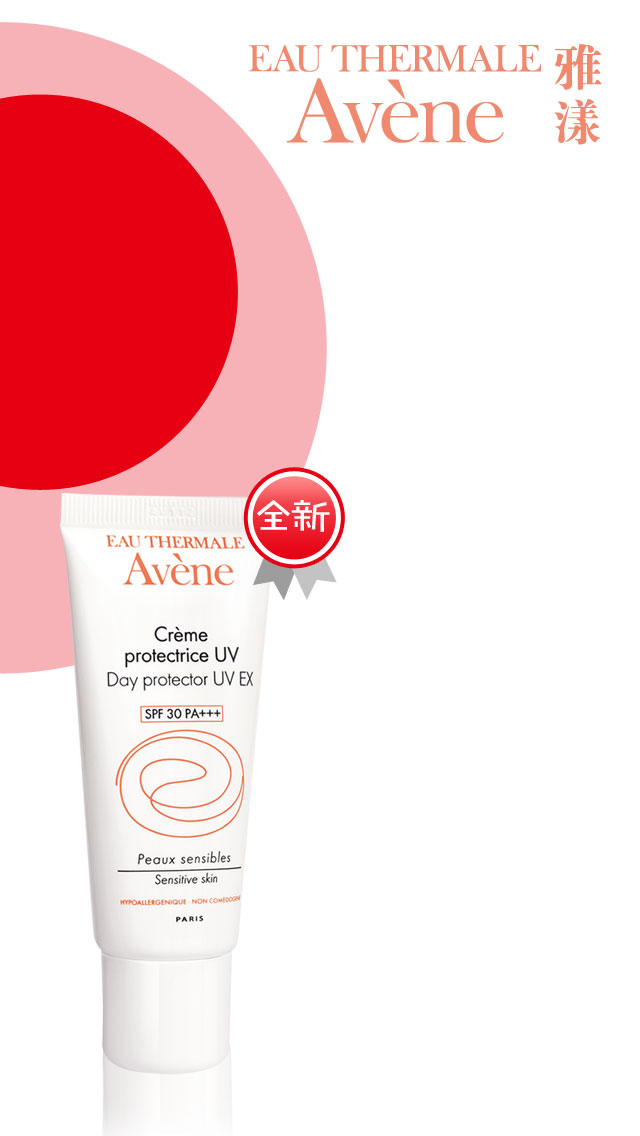 EAU THERMALE
Avène
雅漾
全新
EAU THERMALE
Avène
Crème
protectrice UV
Day protector UV EX
SPF 30 PA+++
Peaux sensibles
Sensitive skin
HYPOALLERGENIQUE · NON COMEDOGENE
PARIS